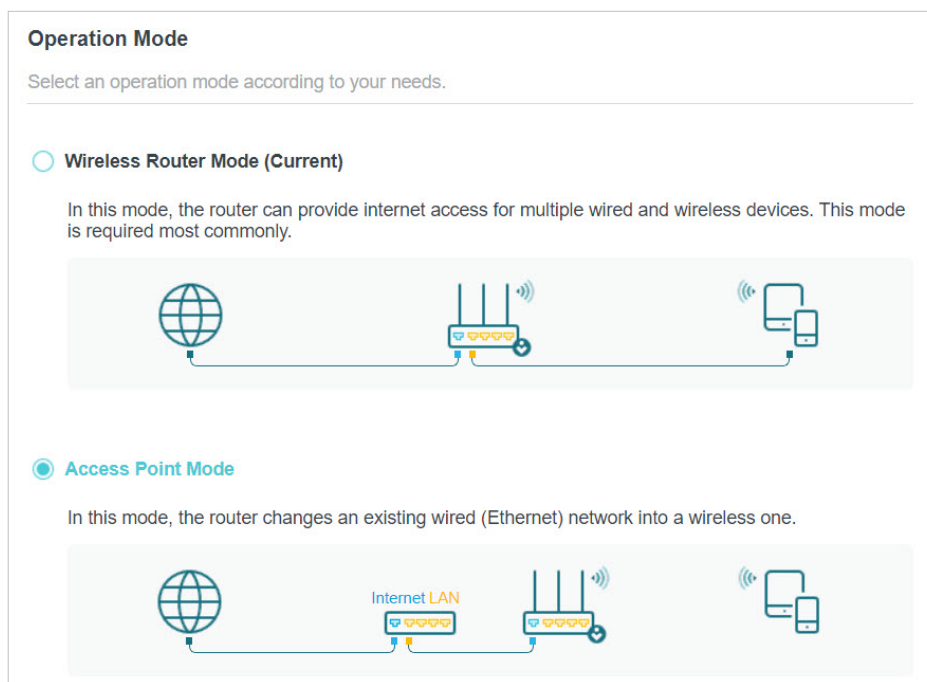 Operation Mode
Select an operation mode according to your needs.
Wireless Router Mode (Current)
In this mode, the router can provide internet access for multiple wired and wireless devices. This mode
is required most commonly.
Access Point Mode
In this mode, the router changes an existing wired (Ethernet) network into a wireless one.
Internet LAN